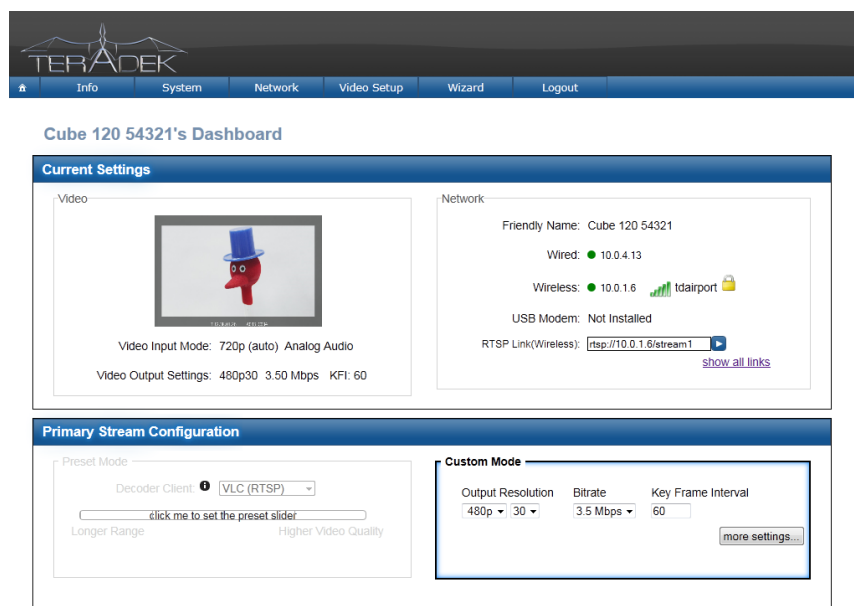 TERADEK
Info System Network Video Setup Wizard Logout
Cube 120 54321's Dashboard
Current Settings
Video
Video Input Mode: 720p (auto) Analog Audio
Video Output Settings: 480p30 3.50 Mbps KFI: 60
Network
Friendly Name: Cube 120 54321
Wired: 10.0.4.13
Wireless: 10.0.1.6 tdairport
USB Modem: Not Installed
RTSP Link(Wireless): rtsp://10.0.1.6/stream1
show all links
Primary Stream Configuration
Preset Mode
Decoder Client: VLC (RTSP)
click me to set the preset slider
Longer Range Higher Video Quality
Custom Mode
Output Resolution Bitrate Key Frame Interval
480p 30 3.5 Mbps 60
more settings...